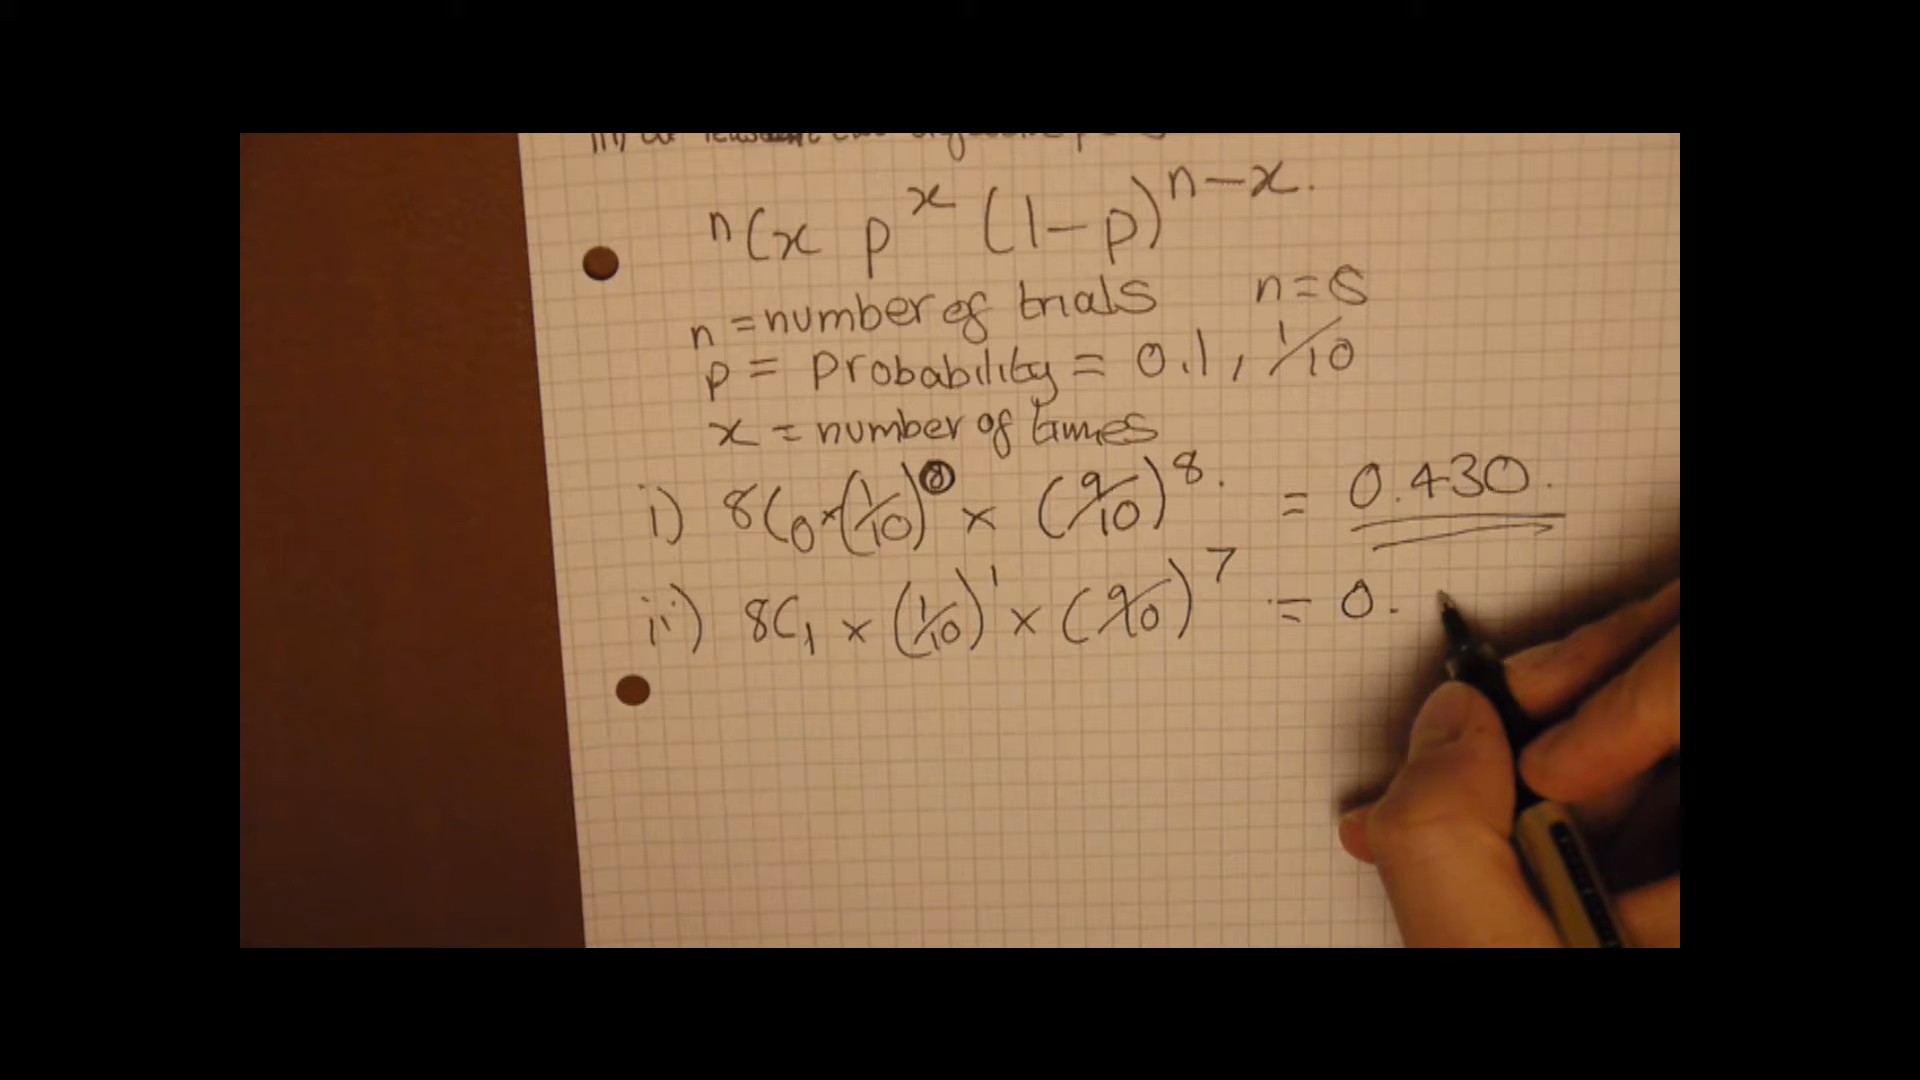 ⁿCx pˣ (1-p)ⁿ⁻ˣ.
n = number of trials n = 8
p = Probability = 0.1, 1/10
x = number of times
i) 8C₀ × (1/10)⁰ × (9/10)⁸. = 0.430.
ii) 8C₁ × (1/10)¹ × (9/10)⁷ = 0.